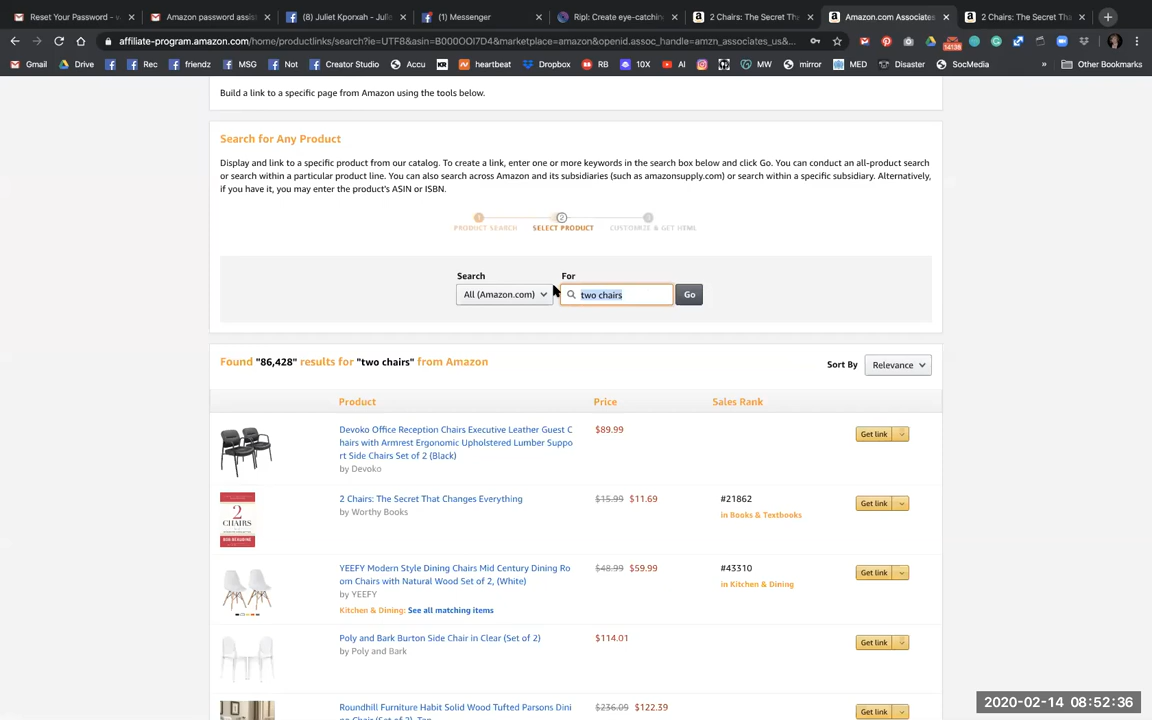 Reset Your Password - v
Amazon password assis
(8) Juliet Kporxah - Julie
(4) Messenger
Ripl: Create eye-catchin
2 Chairs: The Secret Tha
Amazon.com Associates
2 Chairs: The Secret Tha
affiliate-program.amazon.com/home/productlinks/search?ie=UTF8&asin=B000OOI7D4&marketplace=amazon&openid.assoc_handle=amzn_associates_us&...
14138
Gmail Drive Rec friendz MSG Not Creator Studio Accu heartbeat Dropbox RB 10X AI MW mirror MED Disaster SocMedia » Other Bookmarks
Build a link to a specific page from Amazon using the tools below.
Search for Any Product
Display and link to a specific product from our catalog. To create a link, enter one or more keywords in the search box below and click Go. You can conduct an all-product search
or search within a particular product line. You can also search across Amazon and its subsidiaries (such as amazonsupply.com) or search within a specific subsidiary. Alternatively,
if you have it, you may enter the product's ASIN or ISBN.
1 2 3
PRODUCT SEARCH SELECT PRODUCT CUSTOMIZE & GET HTML
Search For
All (Amazon.com) two chairs Go
Found "86,428" results for "two chairs" from Amazon
Sort By Relevance
Product Price Sales Rank
Devoko Office Reception Chairs Executive Leather Guest C
hairs with Armrest Ergonomic Upholstered Lumber Suppo
rt Side Chairs Set of 2 (Black)
by Devoko
$89.99
Get link
2 Chairs: The Secret That Changes Everything
by Worthy Books
$15.99 $11.69
#21862
in Books & Textbooks
Get link
2
CHAIRS
YEEFY Modern Style Dining Chairs Mid Century Dining Ro
om Chairs with Natural Wood Set of 2, (White)
by YEEFY
Kitchen & Dining: See all matching items
$48.99 $59.99
#43310
in Kitchen & Dining
Get link
Poly and Bark Burton Side Chair in Clear (Set of 2)
by Poly and Bark
$114.01
Get link
Roundhill Furniture Habit Solid Wood Tufted Parsons Dini
$236.09 $122.39
Get link
2020-02-14 08:52:36